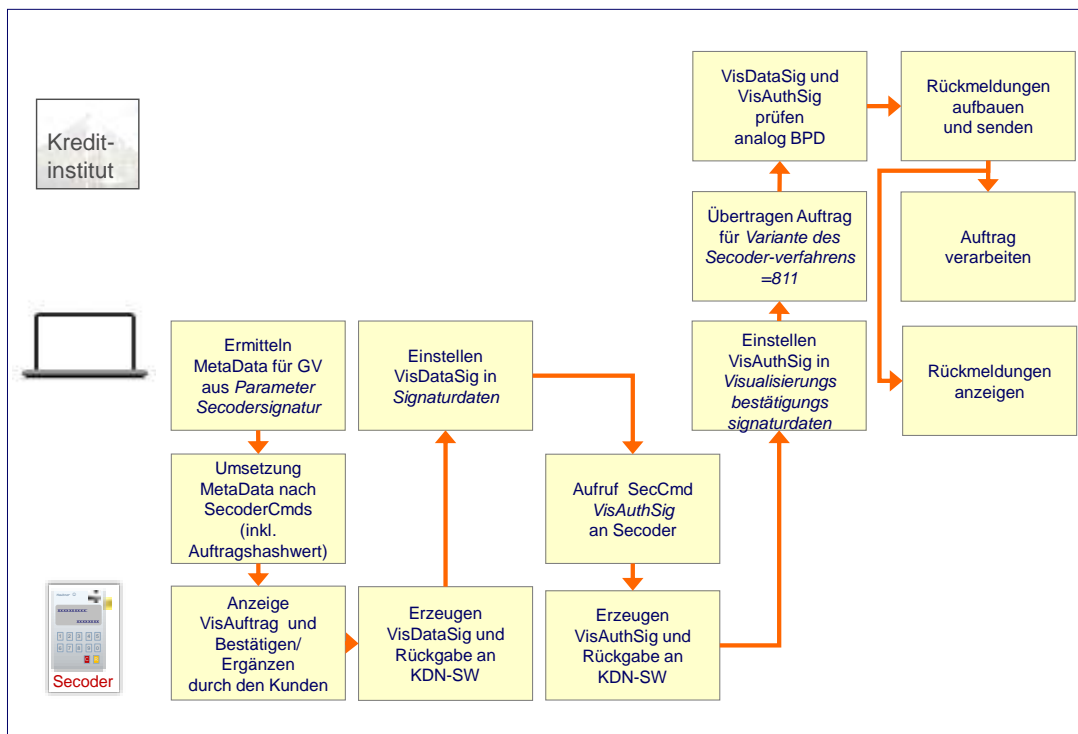 Kredit-
institut
VisDataSig und
VisAuthSig
prüfen
analog BPD
Rückmeldungen
aufbauen
und senden
Übertragen Auftrag
für Variante des
Secoder-verfahrens
=811
Auftrag
verarbeiten
Ermitteln
MetaData für GV
aus Parameter
Secodersignatur
Einstellen
VisDataSig in
Signaturdaten
Einstellen
VisAuthSig in
Visualisierungs
bestätigungs
signaturdaten
Rückmeldungen
anzeigen
Umsetzung
MetaData nach
SecoderCmds
(inkl.
Auftragshashwert)
Aufruf SecCmd
VisAuthSig
an Secoder
Anzeige
VisAuftrag und
Bestätigen/
Ergänzen
durch den Kunden
Erzeugen
VisDataSig und
Rückgabe an
KDN-SW
Erzeugen
VisAuthSig und
Rückgabe an
KDN-SW
Secoder